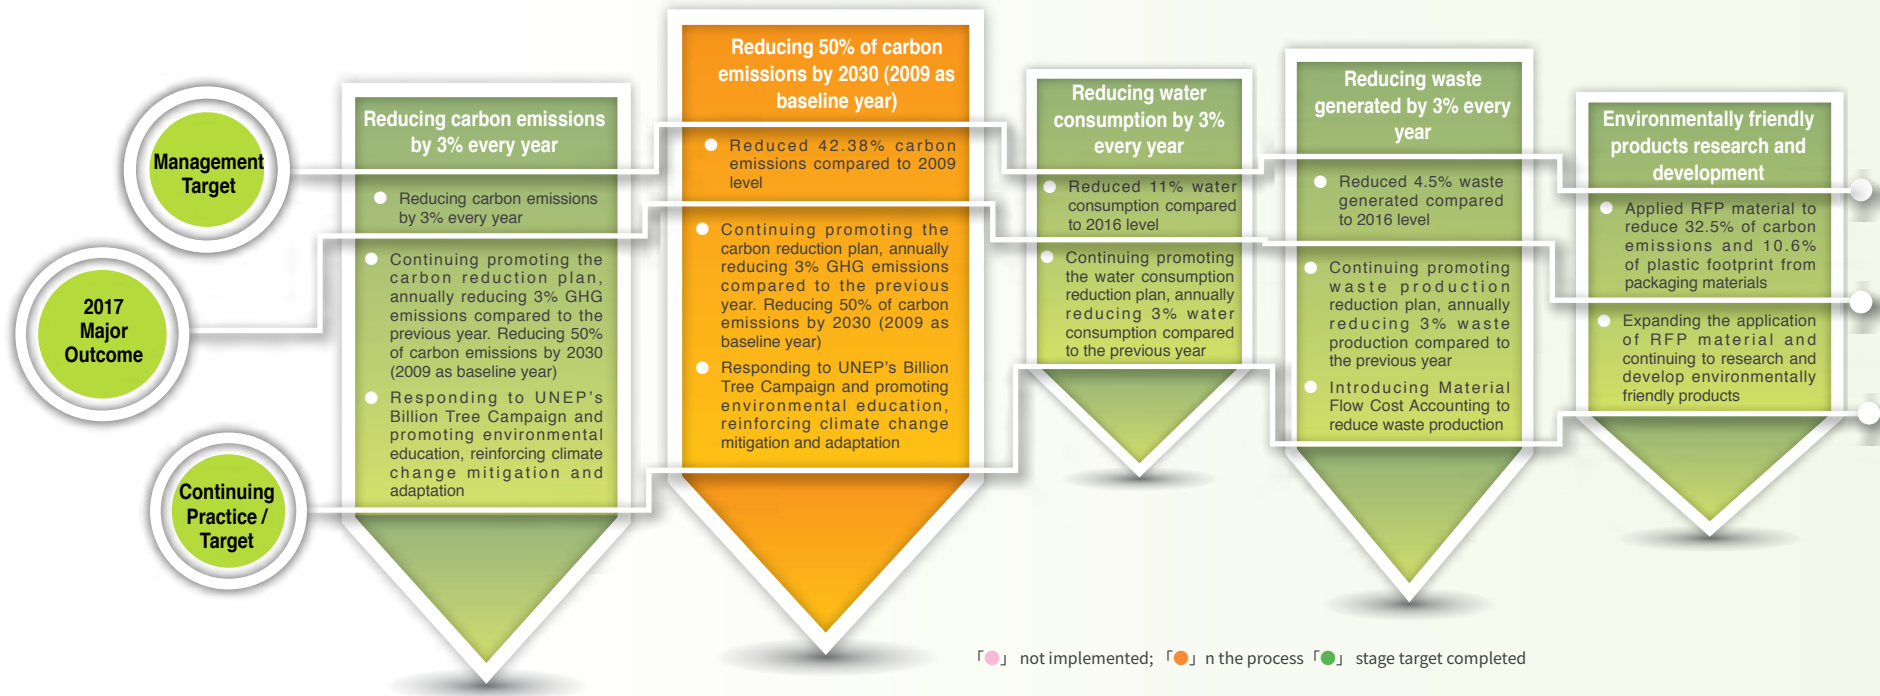 Management
Target
2017
Major
Outcome
Continuing
Practice /
Target
Reducing carbon emissions
by 3% every year
Reducing carbon emissions
by 3% every year
Continuing promoting the
carbon reduction plan,
annually reducing 3% GHG
emissions compared to the
previous year. Reducing 50%
of carbon emissions by 2030
(2009 as baseline year)
Responding to UNEP's
Billion Tree Campaign and
promoting environmental
education, reinforcing climate
change mitigation and
adaptation
Reducing 50% of carbon
emissions by 2030 (2009 as
baseline year)
Reduced 42.38% carbon
emissions compared to 2009
level
Continuing promoting the
carbon reduction plan, annually
reducing 3% GHG emissions
compared to the previous
year. Reducing 50% of carbon
emissions by 2030 (2009 as
baseline year)
Responding to UNEP's Billion
Tree Campaign and promoting
environmental education,
reinforcing climate change
mitigation and adaptation
Reducing water
consumption by 3%
every year
Reduced 11% water
consumption compared
to 2016 level
Continuing promoting
the water consumption
reduction plan, annually
reducing 3% water
consumption compared
to the previous year
Reducing waste
generated by 3% every
year
Reduced 4.5% waste
generated compared
to 2016 level
Continuing promoting
waste production
reduction plan, annually
reducing 3% waste
production compared to
the previous year
Introducing Material
Flow Cost Accounting to
reduce waste production
Environmentally friendly
products research and
development
Applied RFP material to
reduce 32.5% of carbon
emissions and 10.6%
of plastic footprint from
packaging materials
Expanding the application
of RFP material and
continuing to research and
develop environmentally
friendly products
「●」 not implemented; 「●」 n the process 「●」 stage target completed